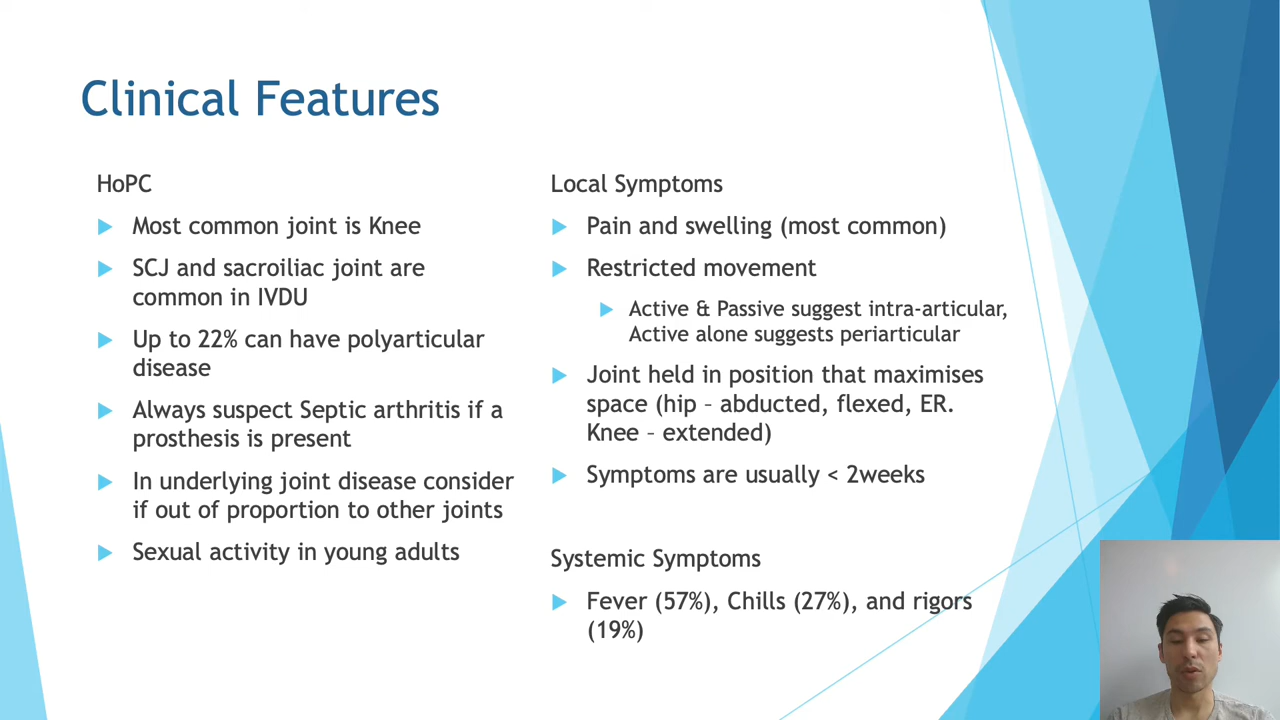 Clinical Features
HoPC
Most common joint is Knee
SCJ and sacroiliac joint are
common in IVDU
Up to 22% can have polyarticular
disease
Always suspect Septic arthritis if a
prosthesis is present
In underlying joint disease consider
if out of proportion to other joints
Sexual activity in young adults
Local Symptoms
Pain and swelling (most common)
Restricted movement
Active & Passive suggest intra-articular,
Active alone suggests periarticular
Joint held in position that maximises
space (hip – abducted, flexed, ER.
Knee – extended)
Symptoms are usually < 2weeks
Systemic Symptoms
Fever (57%), Chills (27%), and rigors
(19%)